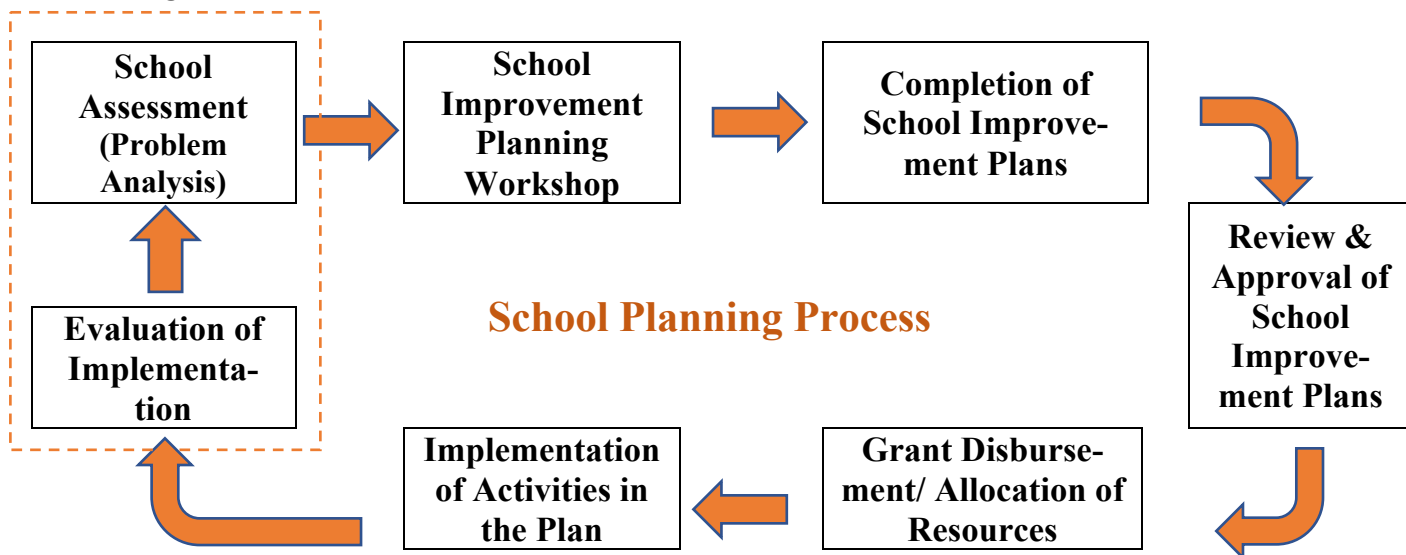 School
Assessment
(Problem
Analysis)
School
Improvement
Planning
Workshop
Completion of
School Improve-
ment Plans
Review &
Approval of
School
Improve-
ment Plans
School Planning Process
Evaluation of
Implementa-
tion
Implementation
of Activities in
the Plan
Grant Disburse-
ment/ Allocation of
Resources